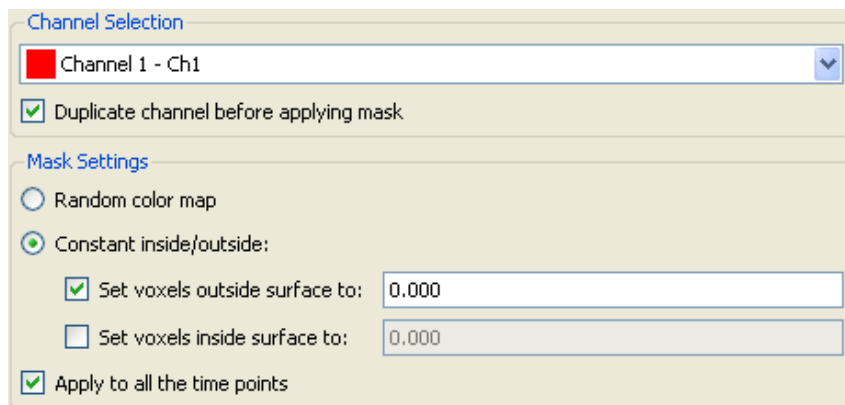 Channel Selection
Channel 1 - Ch1
Duplicate channel before applying mask
Mask Settings
Random color map
Constant inside/outside:
Set voxels outside surface to: 0.000
Set voxels inside surface to: 0.000
Apply to all the time points